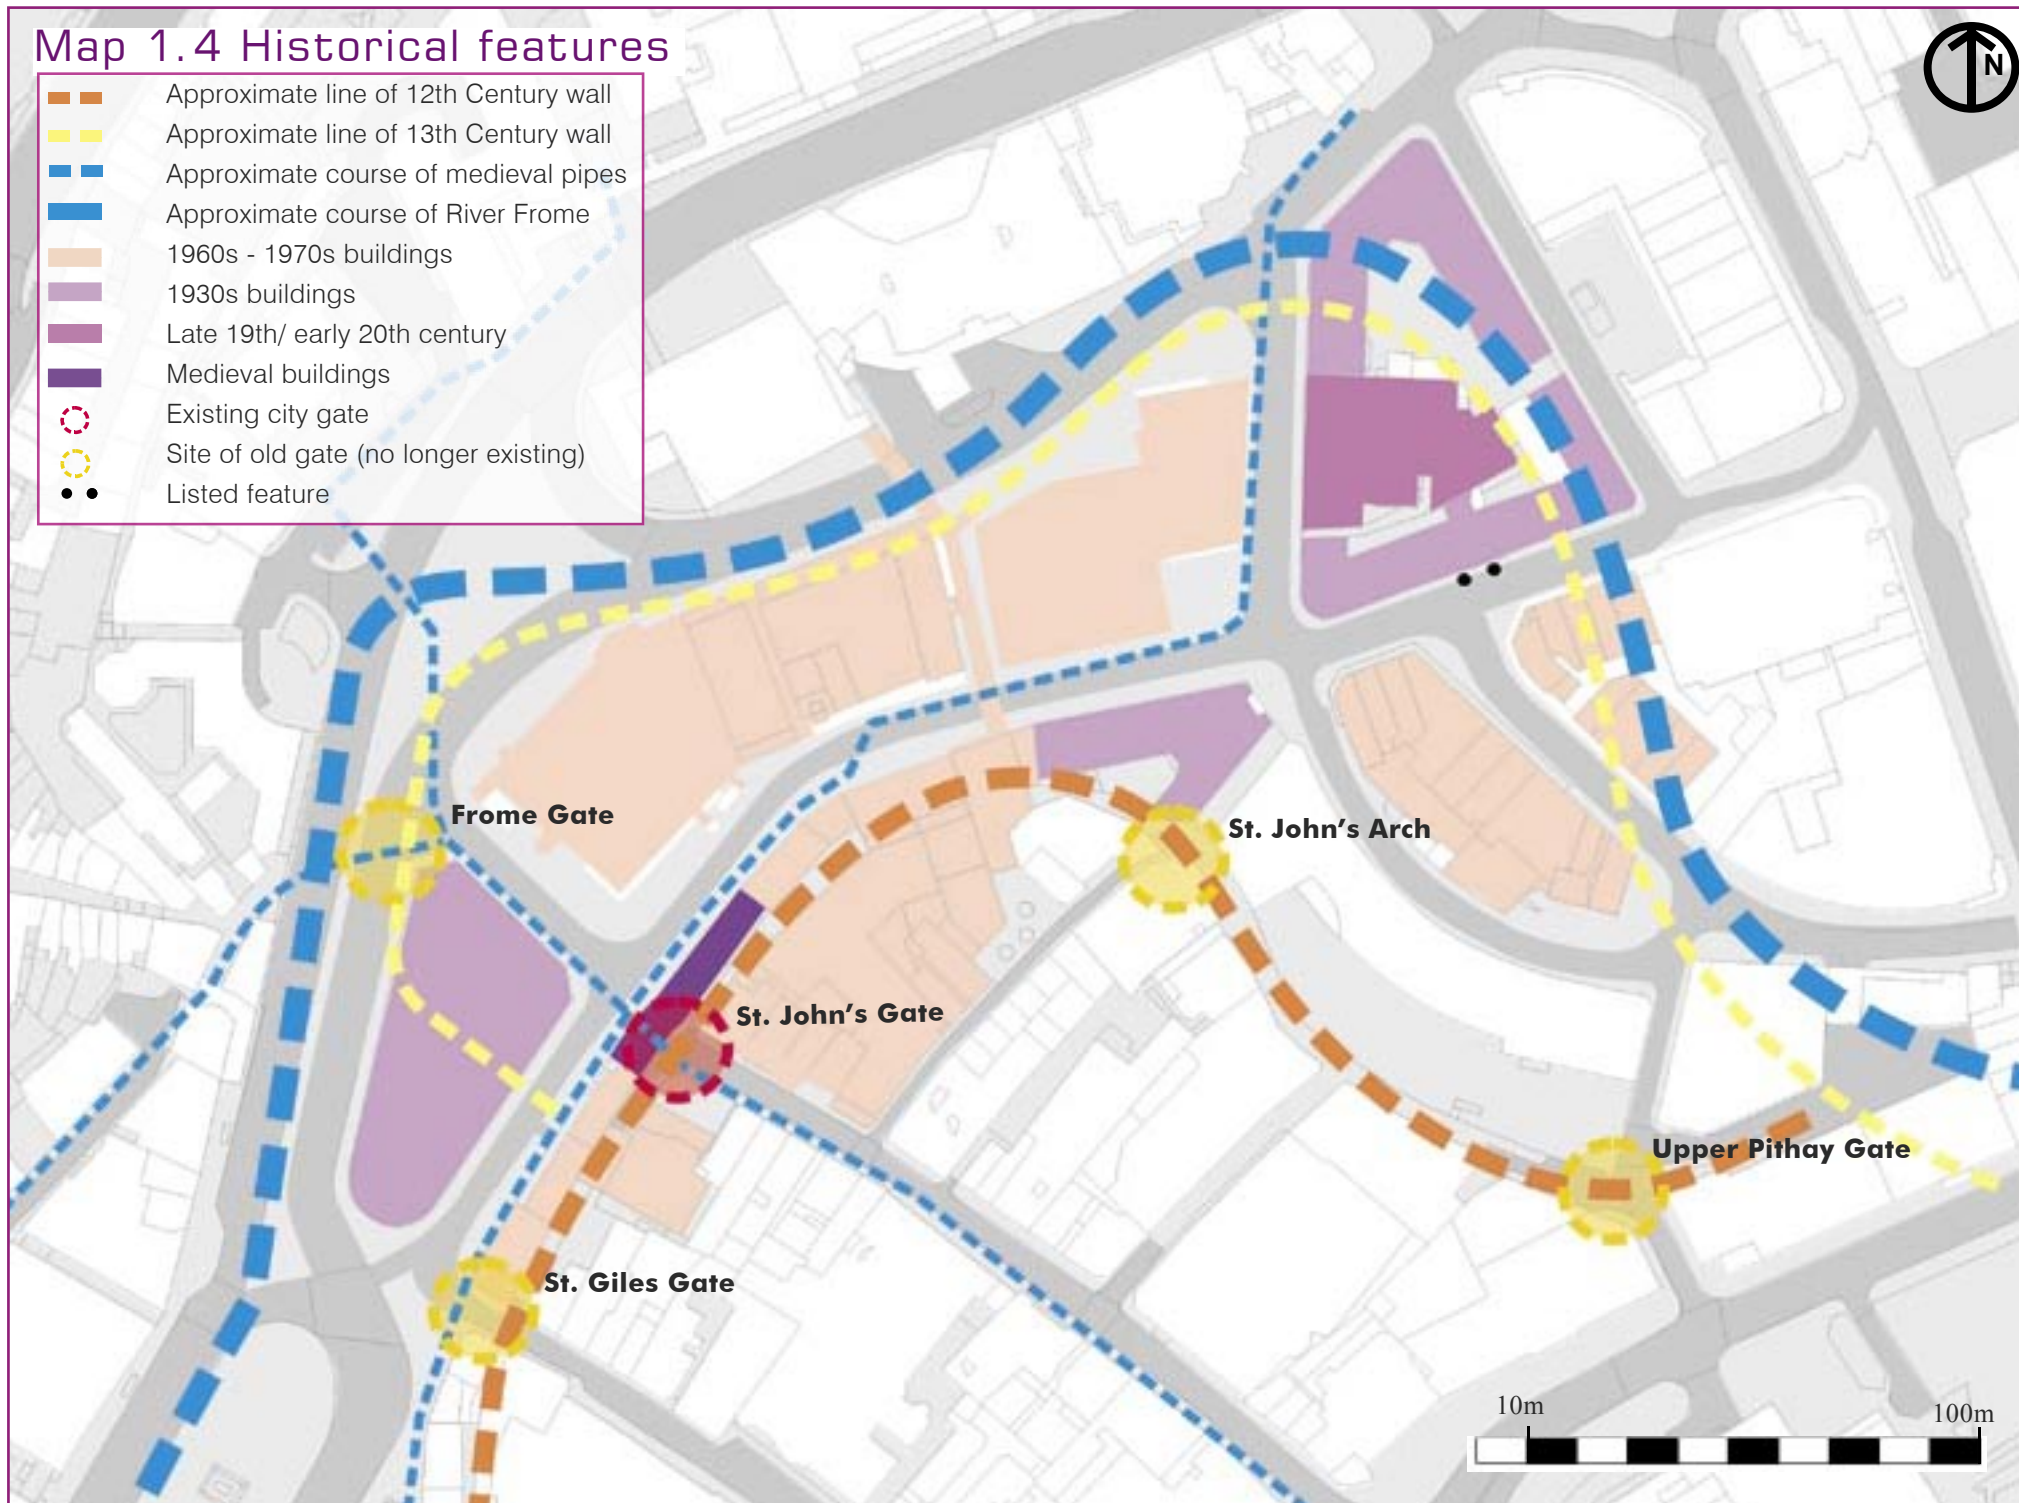 Map 1.4 Historical features
Approximate line of 12th Century wall
Approximate line of 13th Century wall
Approximate course of medieval pipes
Approximate course of River Frome
1960s - 1970s buildings
1930s buildings
Late 19th/ early 20th century
Medieval buildings
Existing city gate
Site of old gate (no longer existing)
Listed feature
N
Frome Gate
St. John's Arch
St. John's Gate
Upper Pithay Gate
St. Giles Gate
10m
100m